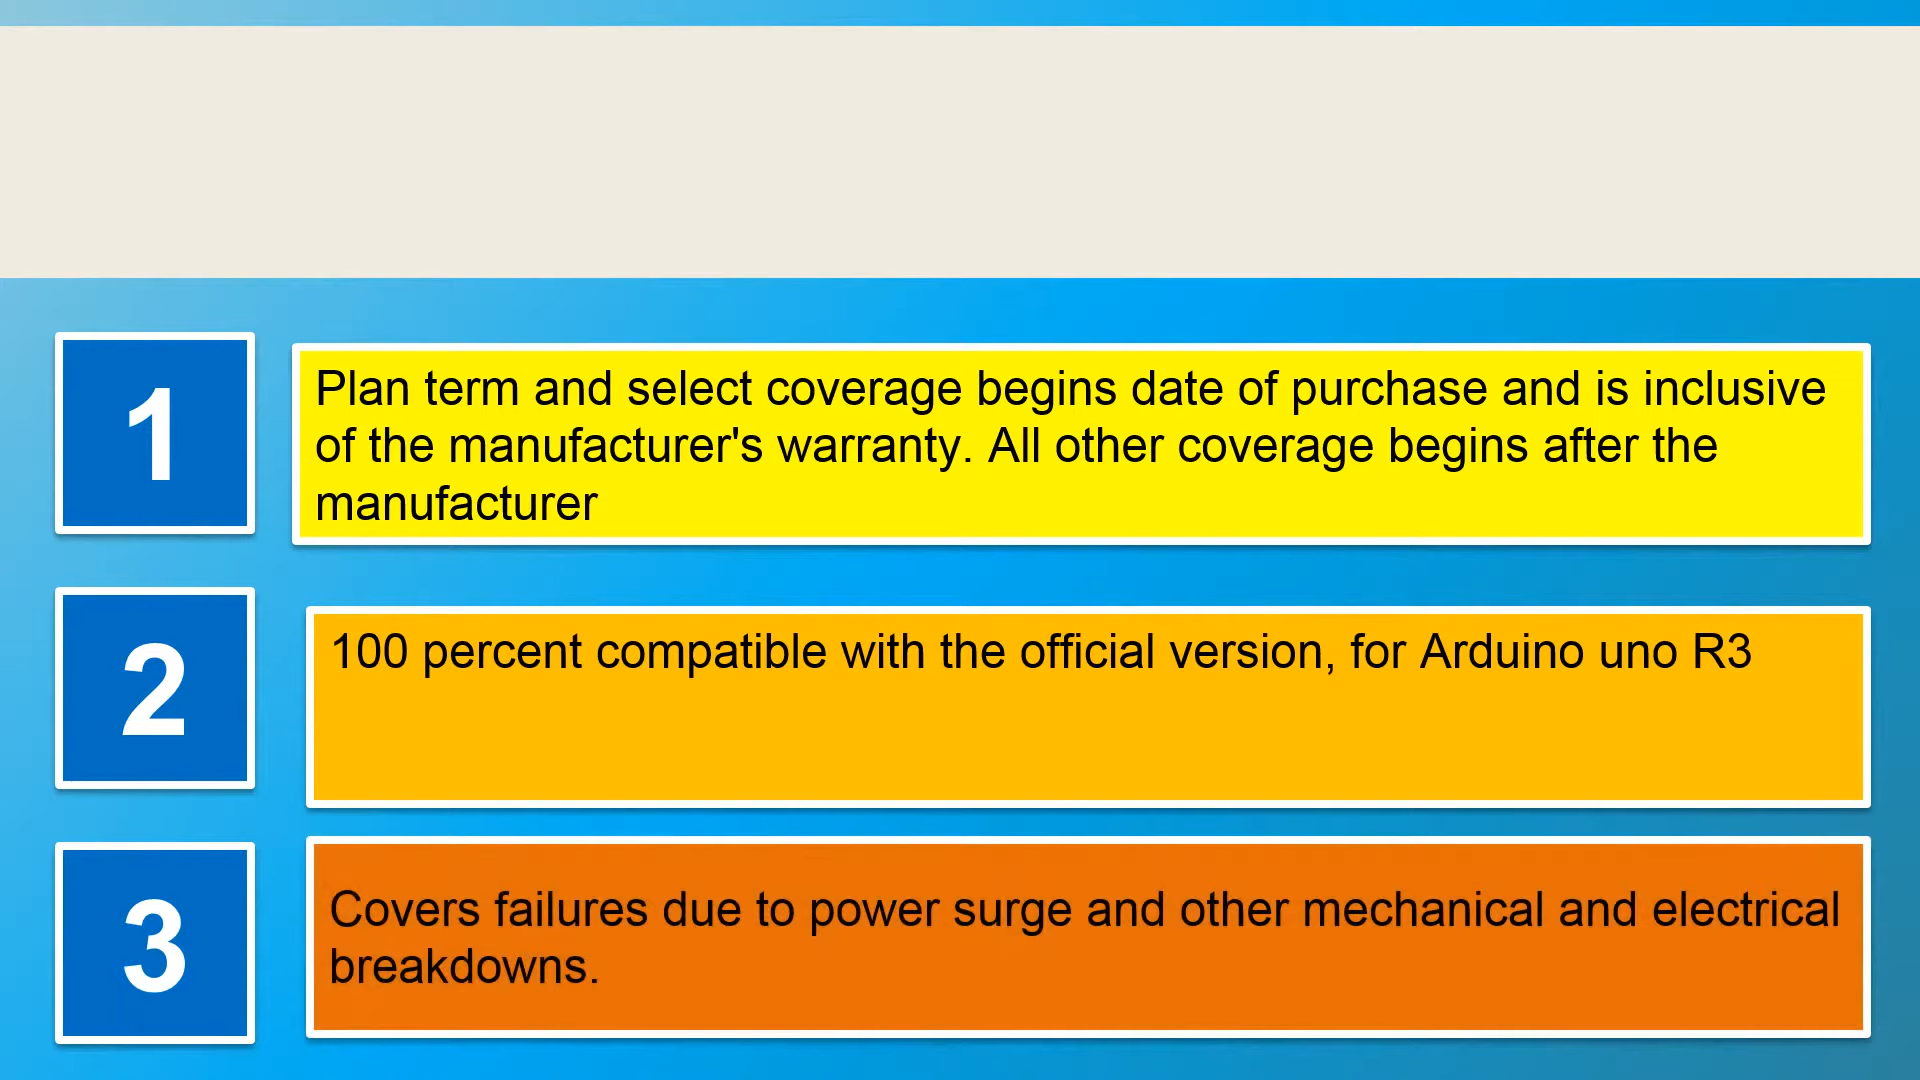 1
Plan term and select coverage begins date of purchase and is inclusive
of the manufacturer's warranty. All other coverage begins after the
manufacturer
2
100 percent compatible with the official version, for Arduino uno R3
3
Covers failures due to power surge and other mechanical and electrical
breakdowns.